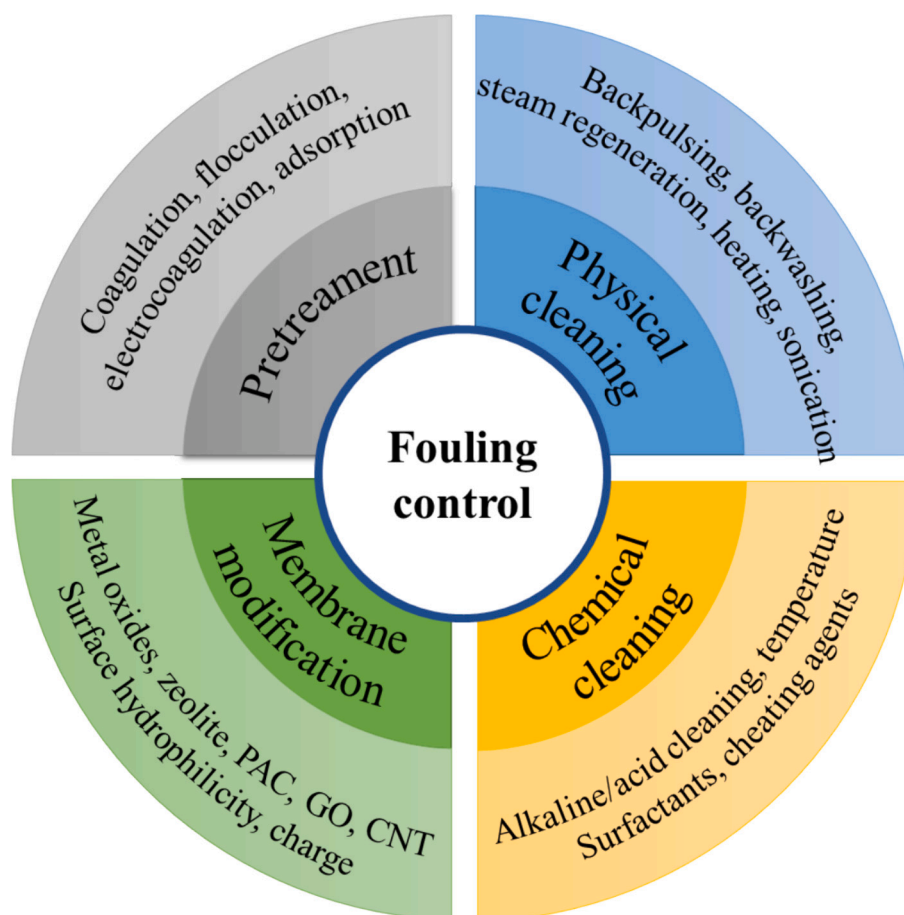 Coagulation, flocculation,
electrocoagulation, adsorption
Pretreament
Backpulsing, backwashing,
steam regeneration, heating, sonication
Physical
cleaning
Fouling
control
Membrane
modification
Metal oxides, zeolite, PAC, GO, CNT
Surface hydrophilicity, charge
Chemical
cleaning
Alkaline/acid cleaning, temperature
Surfactants, cheating agents